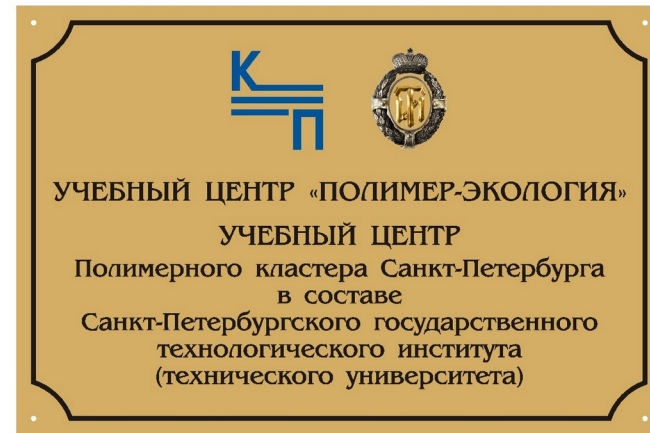 К
П
УЧЕБНЫЙ ЦЕНТР «ПОЛИМЕР-ЭКОЛОГИЯ»
УЧЕБНЫЙ ЦЕНТР
Полимерного кластера Санкт-Петербурга
в составе
Санкт-Петербургского государственного
технологического института
(технического университета)